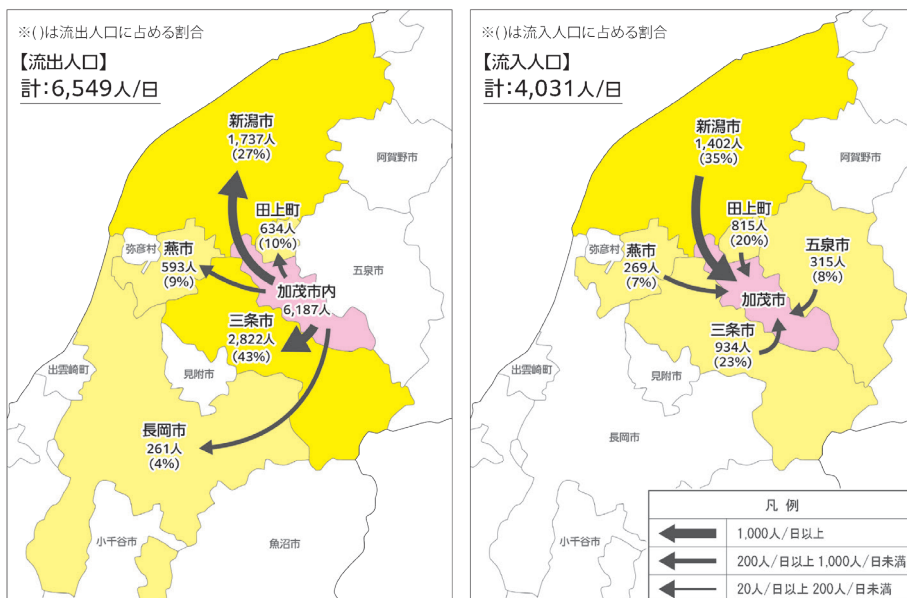 ※( )は流出人口に占める割合
【流出人口】
計:6,549人/日
新潟市
1,737人
(27%)
阿賀野市
田上町
634人
(10%)
弥彦村
燕市
593人
(9%)
五泉市
加茂市内
6,187人
三条市
2,822人
(43%)
出雲崎町
見附市
長岡市
261人
(4%)
小千谷市
魚沼市
※( )は流入人口に占める割合
【流入人口】
計:4,031人/日
新潟市
1,402人
(35%)
阿賀野市
田上町
815人
(20%)
弥彦村
燕市
269人
(7%)
五泉市
315人
(8%)
加茂市
三条市
934人
(23%)
出雲崎町
見附市
長岡市
小千谷市
凡 例
1,000人/日以上
200人/日以上 1,000人/日未満
20人/日以上 200人/日未満